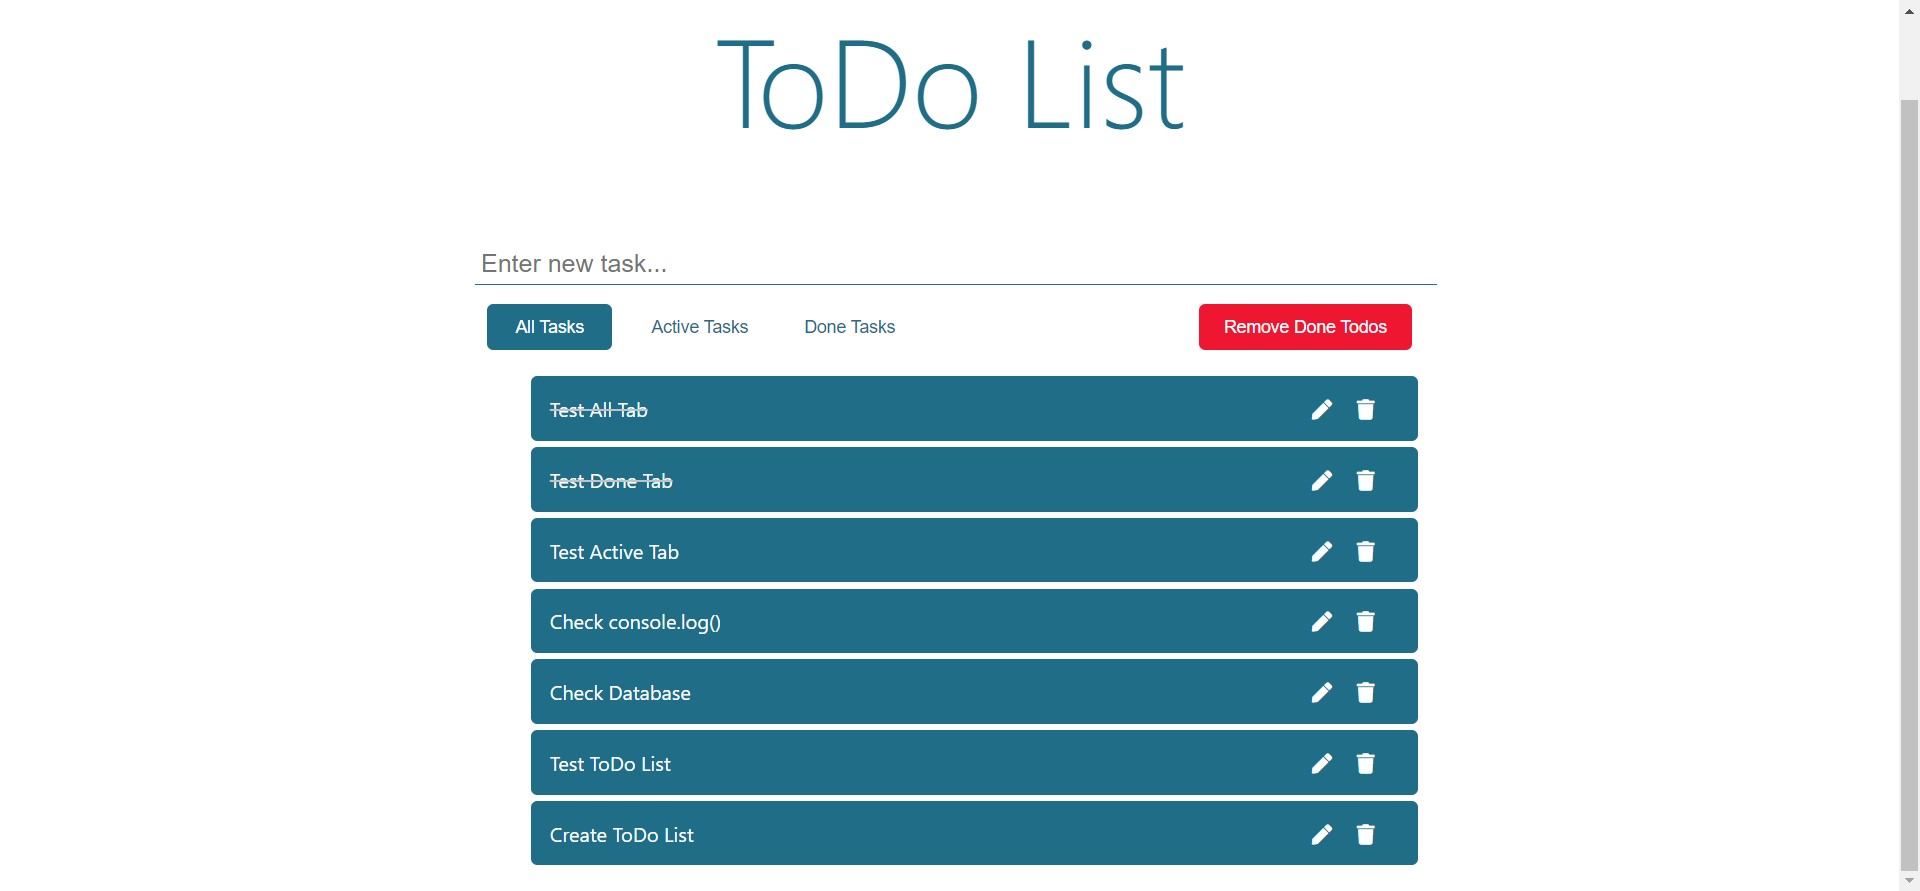 ToDo List
Enter new task...
All Tasks Active Tasks Done Tasks Remove Done Todos
Test All Tab
Test Done Tab
Test Active Tab
Check console.log()
Check Database
Test ToDo List
Create ToDo List